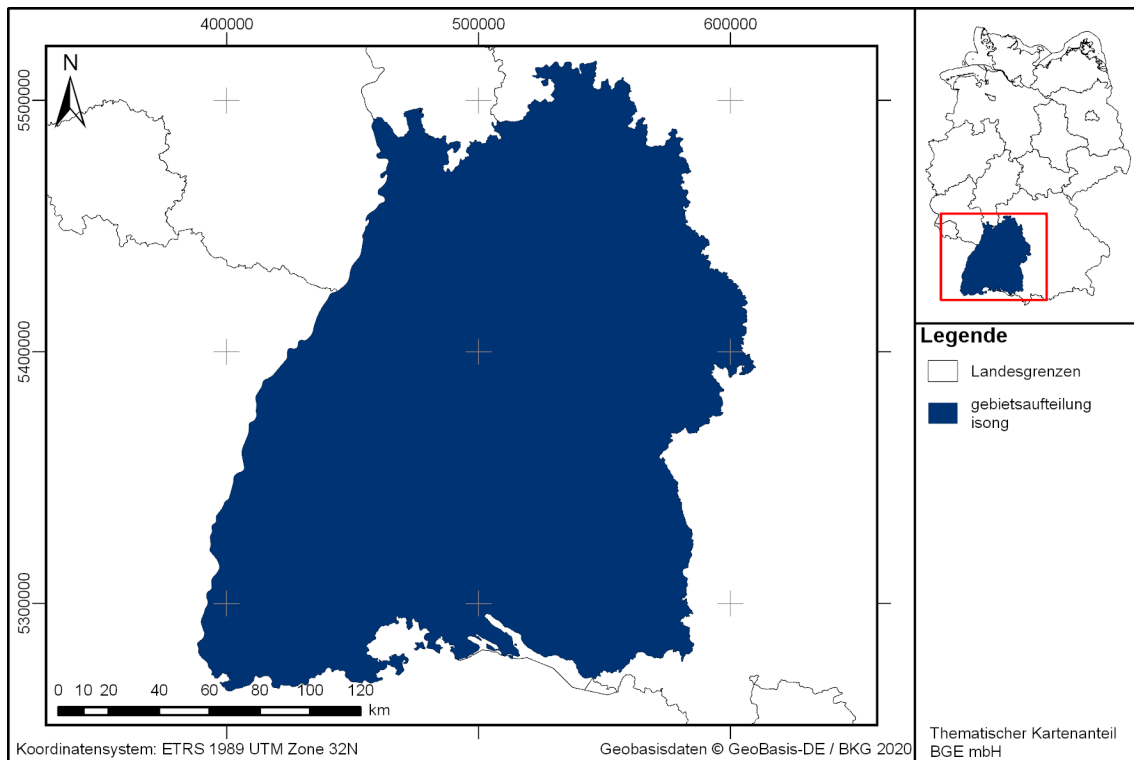 400000
500000
600000
N
5500000
5400000
5300000
0 10 20 40 60 80 100 120
km
Koordinatensystem: ETRS 1989 UTM Zone 32N
Geobasisdaten © GeoBasis-DE / BKG 2020
Legende
Landesgrenzen
gebietsaufteilung
isong
Thematischer Kartenanteil
BGE mbH